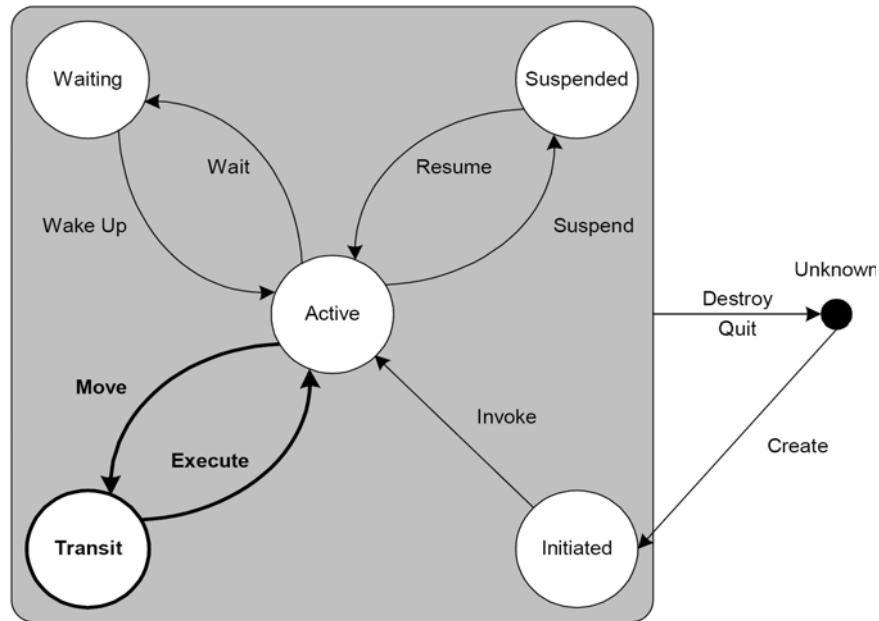 Waiting
Suspended
Wait
Resume
Wake Up
Suspend
Unknown
Active
Destroy
Quit
Move
Invoke
Create
Execute
Transit
Initiated